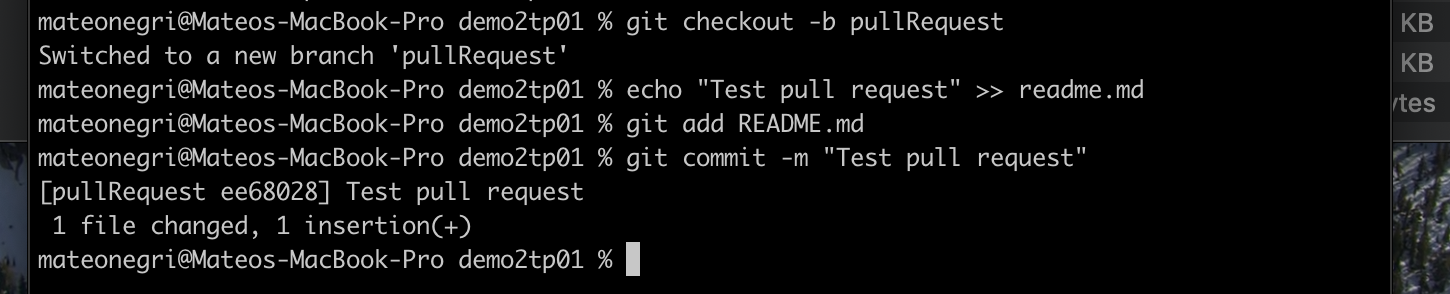 mateonegri@Mateos-MacBook-Pro demo2tp01 % git checkout -b pullRequest
KB
Switched to a new branch 'pullRequest'
KB
mateonegri@Mateos-MacBook-Pro demo2tp01 % echo "Test pull request" >> readme.md
ytes
mateonegri@Mateos-MacBook-Pro demo2tp01 % git add README.md
mateonegri@Mateos-MacBook-Pro demo2tp01 % git commit -m "Test pull request"
[pullRequest ee68028] Test pull request
 1 file changed, 1 insertion(+)
mateonegri@Mateos-MacBook-Pro demo2tp01 %